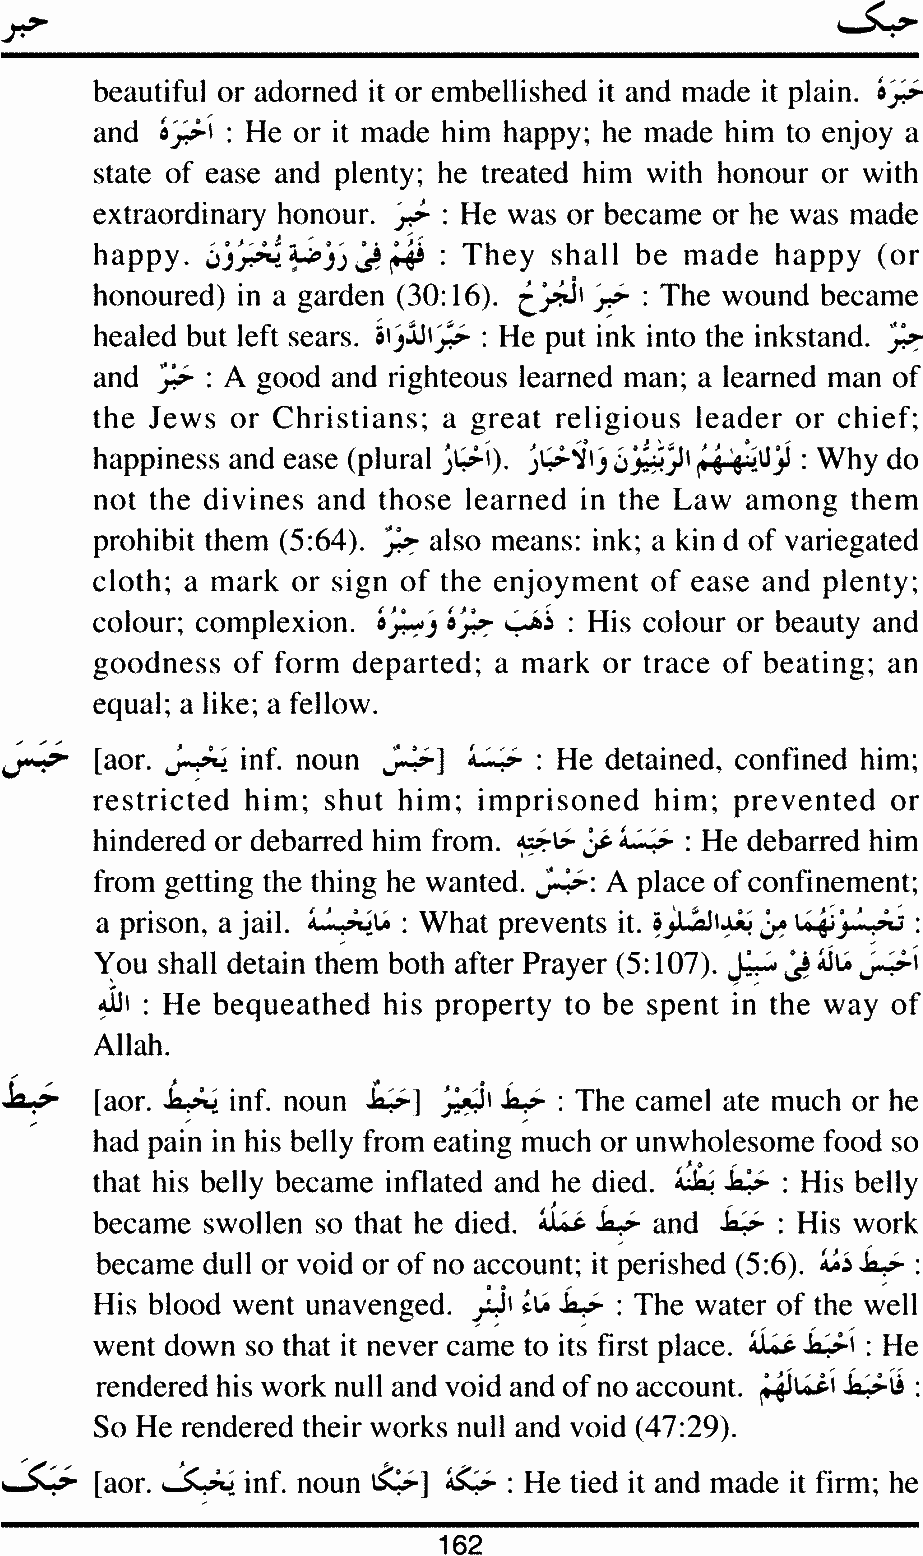 حبر حبک
beautiful or adorned it or embellished it and made it plain. حَبَرَہٗ
and اَحْبَرَہٗ : He or it made him happy; he made him to enjoy a
state of ease and plenty; he treated him with honour or with
extraordinary honour. حُبِرَ : He was or became or he was made
happy. فَھُمْ فِیْ رَوْضَۃٍ یُّحْبَرُوْنَ : They shall be made happy (or
honoured) in a garden (30:16). حَبِرَ الْجُرْحُ : The wound became
healed but left sears. حَبَّرَالدَّوَاۃَ : He put ink into the inkstand. حِبْرٌ
and حَبْرٌ : A good and righteous learned man; a learned man of
the Jews or Christians; a great religious leader or chief;
happiness and ease (plural اَحْبَارُ). لَوْلَایَنْھٰھُمُ الرَّبّٰنِیُّوْنَ وَالْاَحْبَارُ : Why do
not the divines and those learned in the Law among them
prohibit them (5:64). حِبْرٌ also means: ink; a kin d of variegated
cloth; a mark or sign of the enjoyment of ease and plenty;
colour; complexion. ذَھَبَ حِبْرُہٗ وَسِبْرُہٗ : His colour or beauty and
goodness of form departed; a mark or trace of beating; an
equal; a like; a fellow.
حَبَسَ [aor. یَحْبِسُ inf. noun حَبْسٌ] حَبَسَہٗ : He detained, confined him;
restricted him; shut him; imprisoned him; prevented or
hindered or debarred him from. حَبَسَہٗ عَنْ حَاجَتِہٖ : He debarred him
from getting the thing he wanted. حَبْسٌ: A place of confinement;
a prison, a jail. مَایَحْبِسُہٗ : What prevents it. تَحْبِسُوْنَھُمَا مِنْ بَعْدِالصَّلٰوۃِ :
You shall detain them both after Prayer (5:107). اَحْبَسَ مَالَہٗ فِیْ سَبِیْلِ
اللّٰہِ : He bequeathed his property to be spent in the way of
Allah.
حَبِطَ [aor. یَحْبِطُ inf. noun حَبَطٌ] حَبِطَ الْبَعِیْرُ : The camel ate much or he
had pain in his belly from eating much or unwholesome food so
that his belly became inflated and he died. حَبْطَ بَطْنُہٗ : His belly
became swollen so that he died. حَبِطَ عَمَلُہٗ and حَبَطَ : His work
became dull or void or of no account; it perished (5:6). حَبِطَ دَمُہٗ :
His blood went unavenged. حَبِطَ مَاءُ الْبِئْرِ : The water of the well
went down so that it never came to its first place. اَحْبَطَ عَمَلَہٗ : He
rendered his work null and void and of no account. فَاَحْبَطَ اَعْمَالَھُمْ :
So He rendered their works null and void (47:29).
حَبَکَ [aor. یَحْبِکُ inf. noun حَبْکًا] حَبَکَہٗ : He tied it and made it firm; he
162